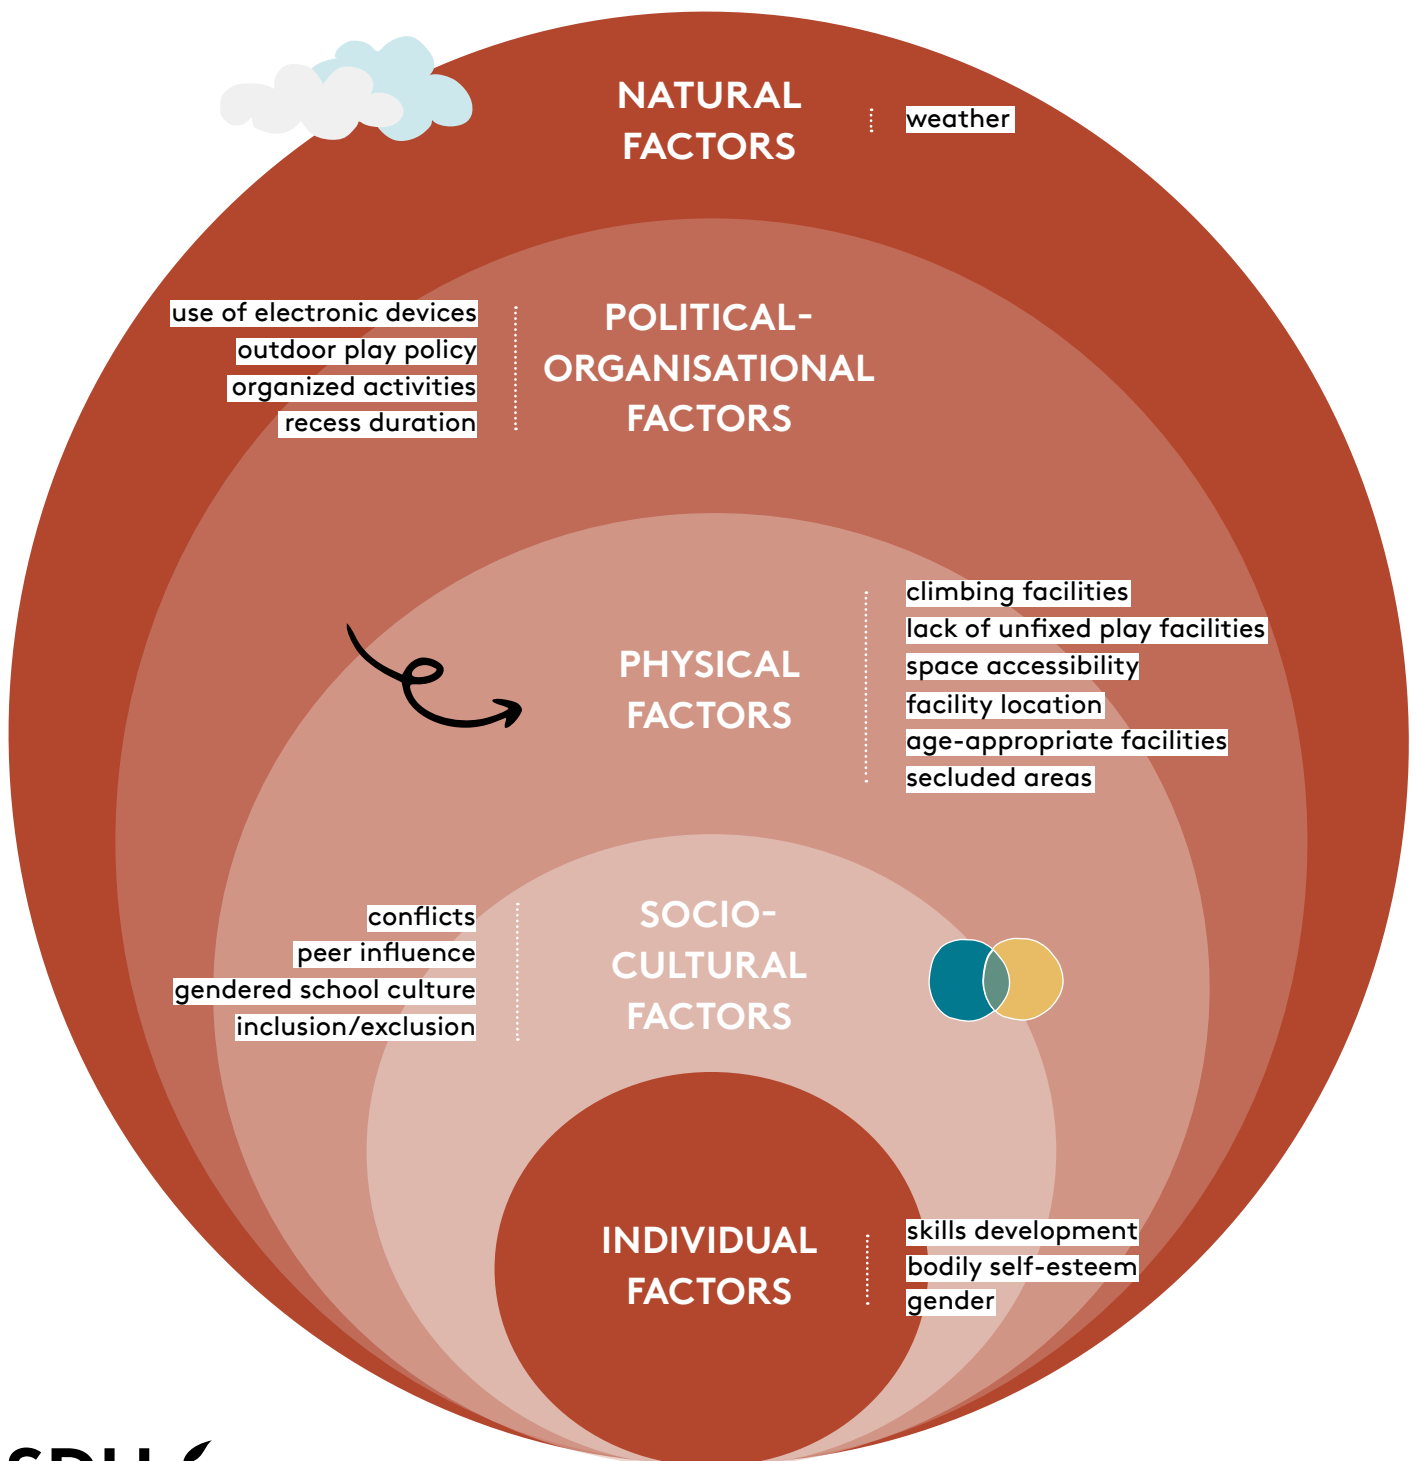 NATURAL
FACTORS
weather
use of electronic devices
outdoor play policy
organized activities
recess duration
POLITICAL-
ORGANISATIONAL
FACTORS
PHYSICAL
FACTORS
climbing facilities
lack of unfixed play facilities
space accessibility
facility location
age-appropriate facilities
secluded areas
conflicts
peer influence
gendered school culture
inclusion/exclusion
SOCIO-
CULTURAL
FACTORS
INDIVIDUAL
FACTORS
skills development
bodily self-esteem
gender
SDU